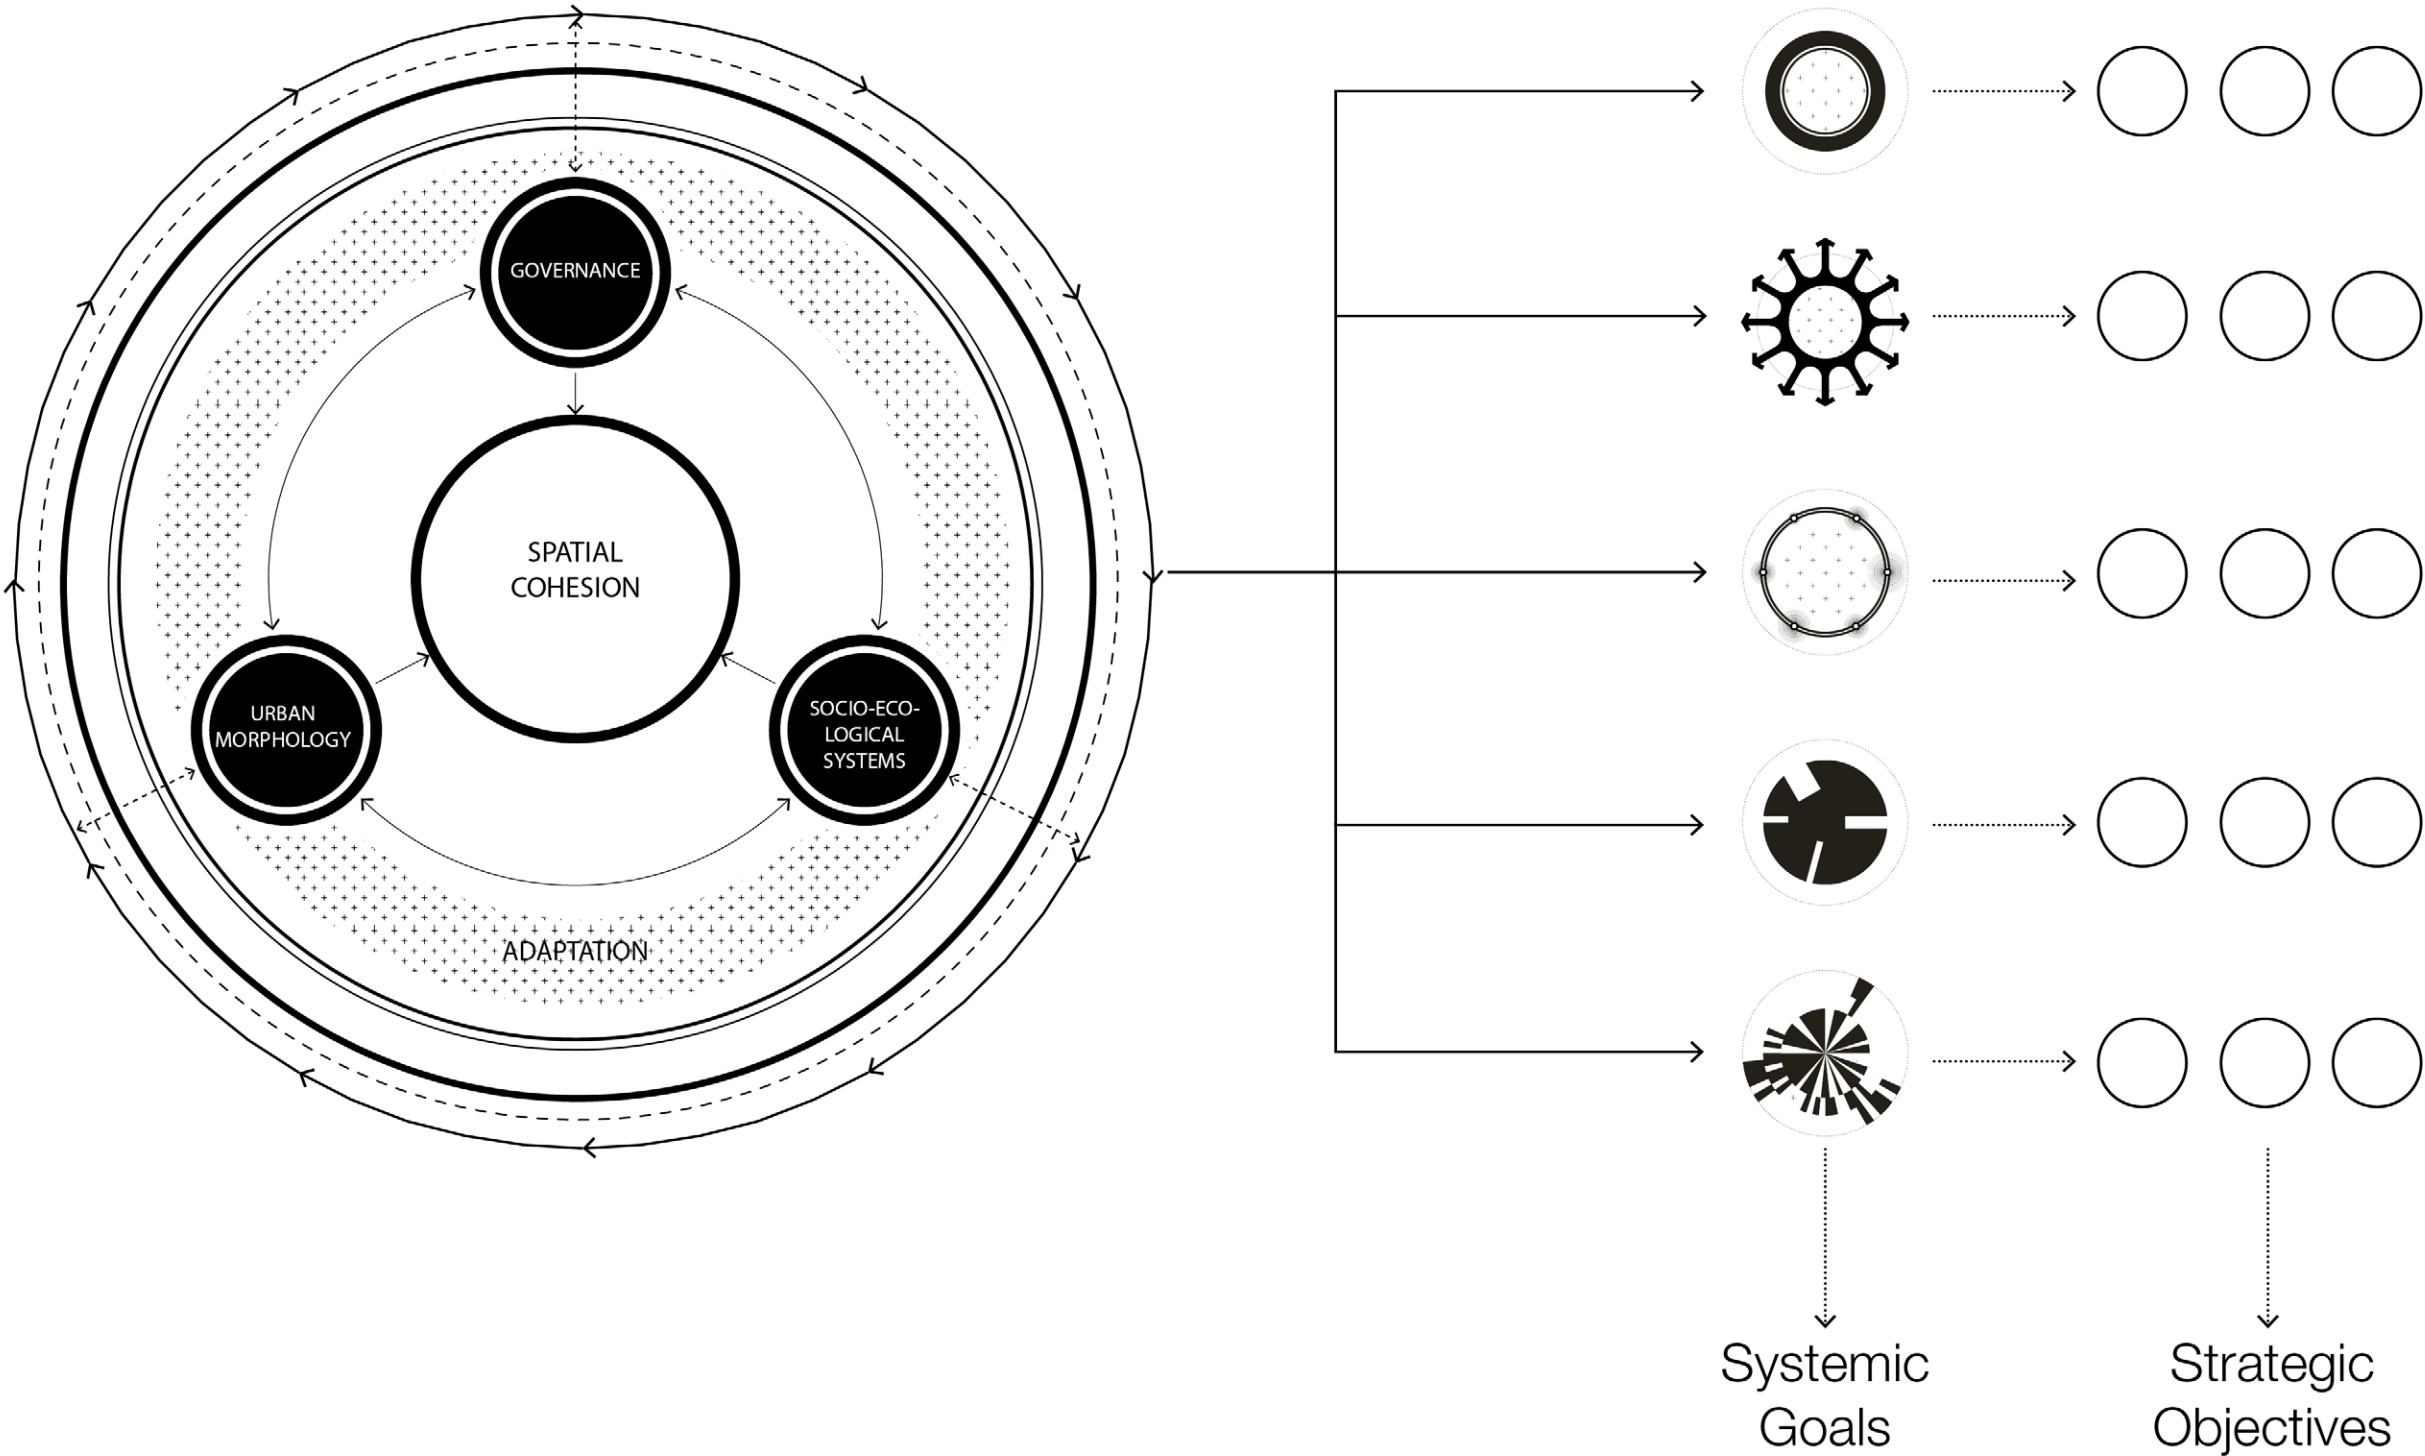 GOVERNANCE
SPATIAL
COHESION
URBAN
MORPHOLOGY
SOCIO-ECO-
LOGICAL
SYSTEMS
ADAPTATION
Systemic
Goals
Strategic
Objectives